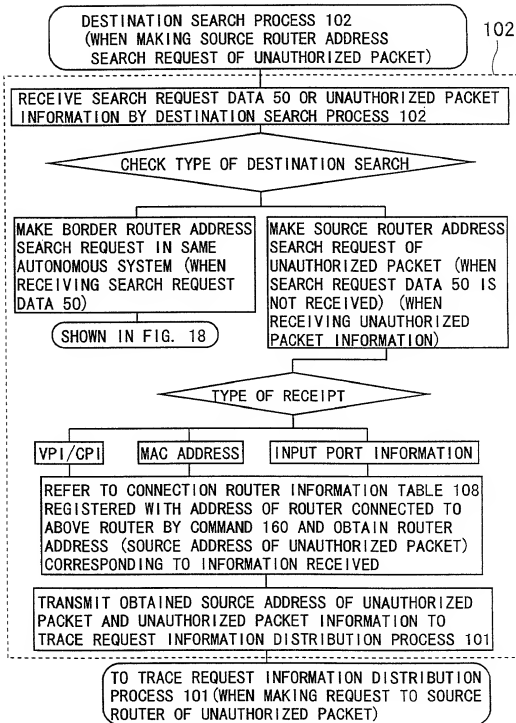 DESTINATION SEARCH PROCESS 102
(WHEN MAKING SOURCE ROUTER ADDRESS
SEARCH REQUEST OF UNAUTHORIZED PACKET)
102
RECEIVE SEARCH REQUEST DATA 50 OR UNAUTHORIZED PACKET
INFORMATION BY DESTINATION SEARCH PROCESS 102
CHECK TYPE OF DESTINATION SEARCH
MAKE BORDER ROUTER ADDRESS
SEARCH REQUEST IN SAME
AUTONOMOUS SYSTEM (WHEN
RECEIVING SEARCH REQUEST
DATA 50)
SHOWN IN FIG. 18
MAKE SOURCE ROUTER ADDRESS
SEARCH REQUEST OF
UNAUTHORIZED PACKET (WHEN
SEARCH REQUEST DATA 50 IS
NOT RECEIVED) (WHEN
RECEIVING UNAUTHORIZED
PACKET INFORMATION)
TYPE OF RECEIPT
VPI/CPI
MAC ADDRESS
INPUT PORT INFORMATION
REFER TO CONNECTION ROUTER INFORMATION TABLE 108
REGISTERED WITH ADDRESS OF ROUTER CONNECTED TO
ABOVE ROUTER BY COMMAND 160 AND OBTAIN ROUTER
ADDRESS (SOURCE ADDRESS OF UNAUTHORIZED PACKET)
CORRESPONDING TO INFORMATION RECEIVED
TRANSMIT OBTAINED SOURCE ADDRESS OF UNAUTHORIZED
PACKET AND UNAUTHORIZED PACKET INFORMATION TO
TRACE REQUEST INFORMATION DISTRIBUTION PROCESS 101
TO TRACE REQUEST INFORMATION DISTRIBUTION
PROCESS 101(WHEN MAKING REQUEST TO SOURCE
ROUTER OF UNAUTHORIZED PACKET)